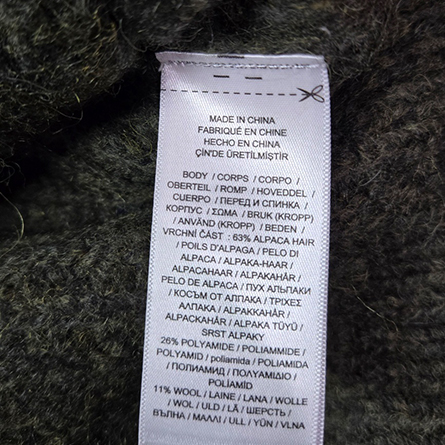 MADE IN CHINA
FABRIQUÉ EN CHINE
HECHO EN CHINA
ÇİN'DE ÜRETİLMİŞTİR
BODY / CORPS / CORPO /
OBERTEIL / ROMP / HOVEDDEL /
CUERPO / ПЕРЕД И СПИНКА /
КОРПУС / ΣΩΜΑ / BRUK (KROPP)
/ ANVÄND (KROPP) / BEDEN /
VRCHNÍ ČÁST : 63% ALPACA HAIR
/ POILS D'ALPAGA / PELO DI
ALPACA / ALPAKA-HAAR /
ALPACAHAAR / ALPAKAHÅR /
PELO DE ALPACA / ПУХ АЛЬПАКИ
/ КОСЪМ ОТ АЛПАКА / ΤΡΙΧΕΣ
ΑΛΠΑΚΑ / ALPAKKAHÅR /
ALPACKAHÅR / ALPAKA TÜYÜ /
SRST ALPAKY
26% POLYAMIDE / POLIAMMIDE /
POLYAMID / poliamida / POLIAMIDA
/ ПОЛИАМИД / ΠΟΛΥΑΜΙΔΙΟ /
POLİAMİD
11% WOOL / LAINE / LANA / WOLLE
/ WOL / ULD / LÃ / ШЕРСТЬ /
ВЪЛНА / ΜΑΛΛΙ / ULL / YÜN / VLNA